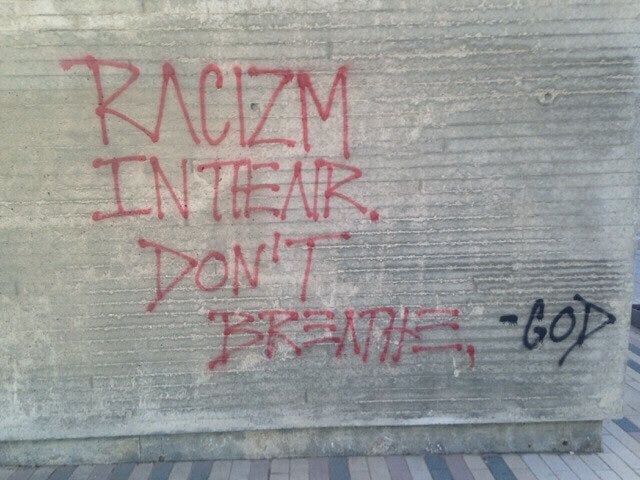 RACIZM
IN THE AIR.
DON'T
BREATHE, -GOD